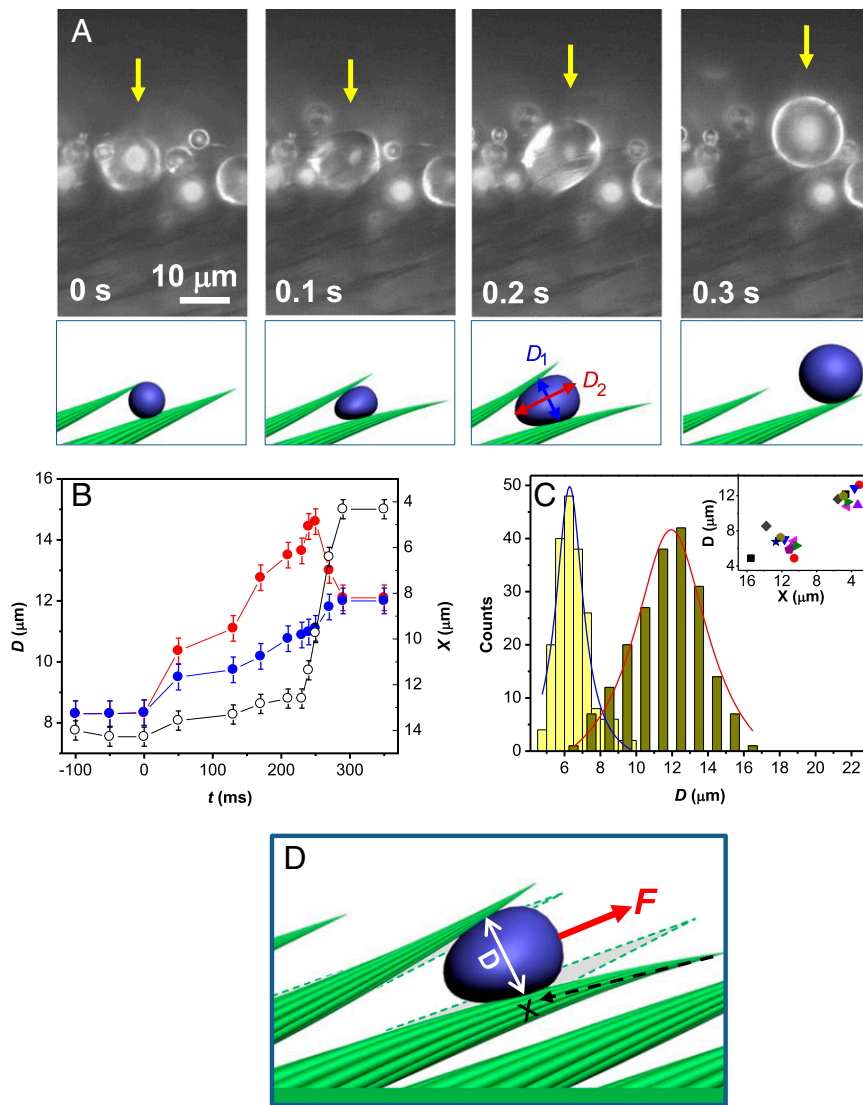 A
0 s
10 μm
0.1 s
0.2 s
0.3 s
D1
D2
B
16
14
12
10
8
D (μm)
4
6
8
10
12
14
X (μm)
-100 0 100 200 300
t (ms)
C
50
40
30
20
10
0
Counts
6 8 10 12 14 16 18 20 22
D (μm)
12
8
4
D (μm)
16 12 8 4
X (μm)
D
F
D
X